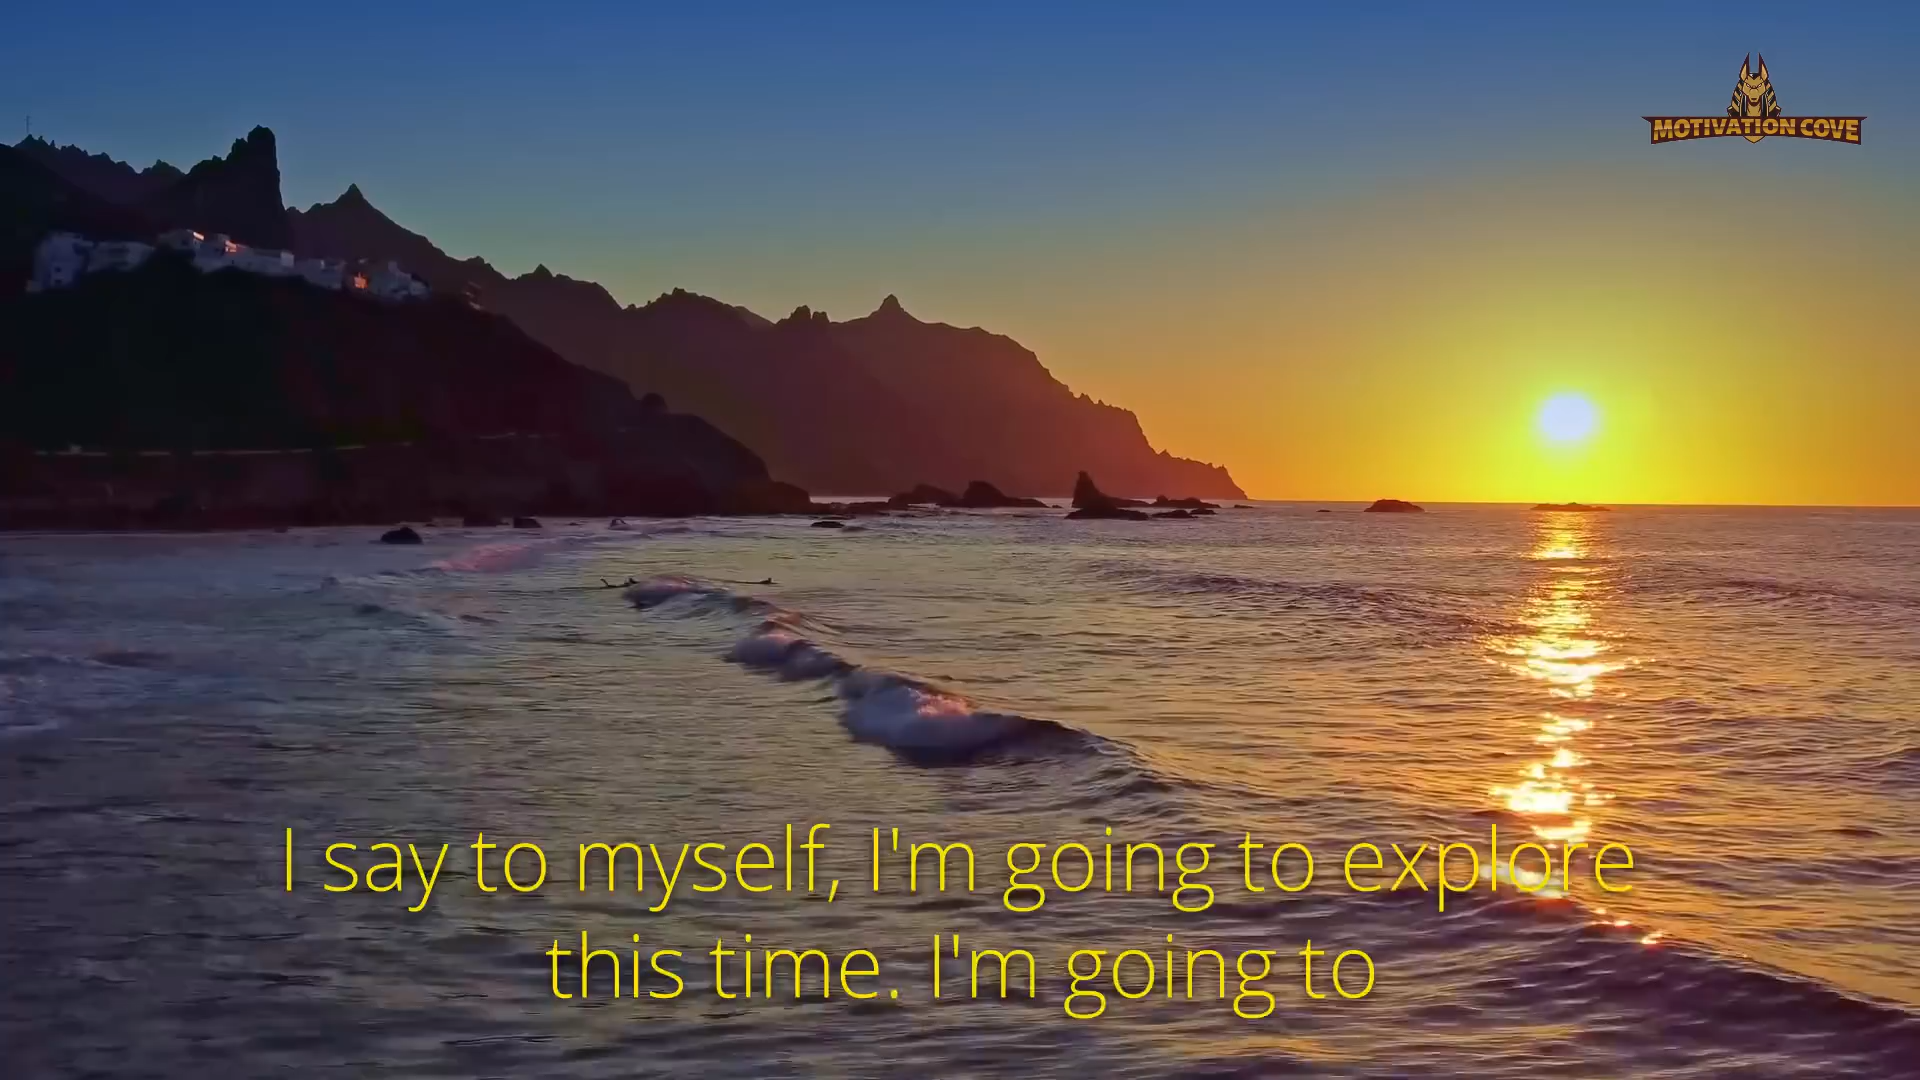 MOTIVATION COVE
I say to myself, I'm going to explore
this time. I'm going to